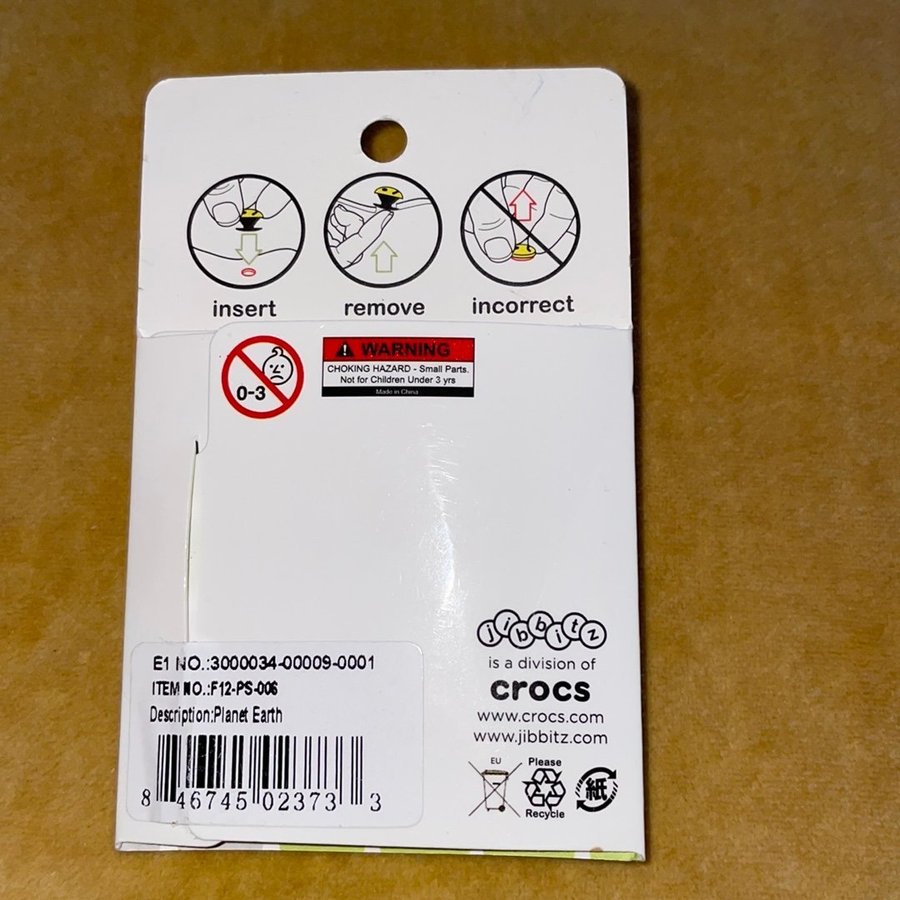 insert
remove
incorrect
0-3
WARNING
CHOKING HAZARD - Small Parts.
Not for Children Under 3 yrs
Made in China
jibbitz
is a division of
crocs
www.crocs.com
www.jibbitz.com
E1 NO.:3000034-00009-0001
ITEM NO.:F12-PS-006
Description:Planet Earth
8 46745 02373 3
EU
Please
Recycle
紙